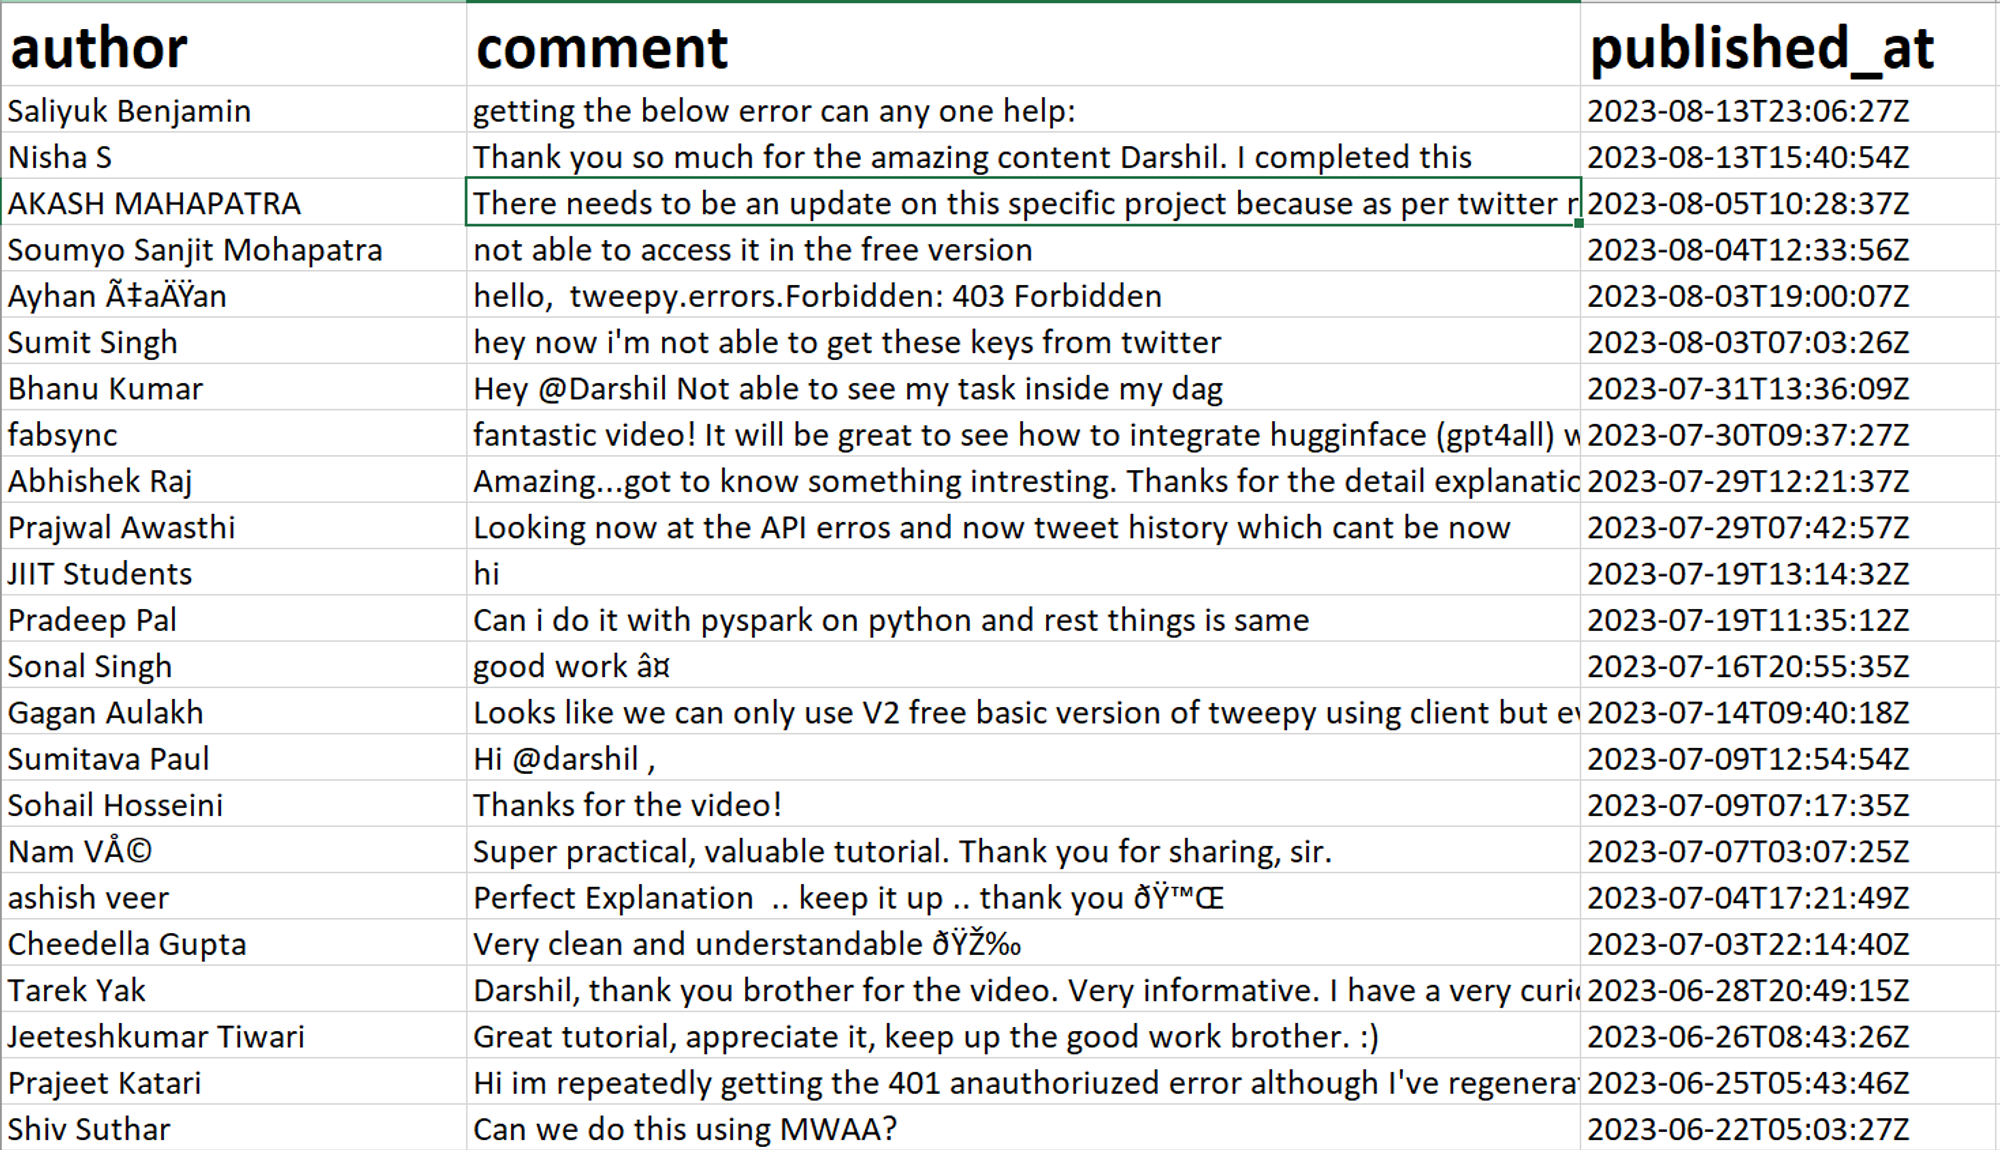 author comment published_at
Saliyuk Benjamin getting the below error can any one help: 2023-08-13T23:06:27Z
Nisha S Thank you so much for the amazing content Darshil. I completed this 2023-08-13T15:40:54Z
AKASH MAHAPATRA There needs to be an update on this specific project because as per twitter r 2023-08-05T10:28:37Z
Soumyo Sanjit Mohapatra not able to access it in the free version 2023-08-04T12:33:56Z
Ayhan Ã‡aÄŸan hello,  tweepy.errors.Forbidden: 403 Forbidden 2023-08-03T19:00:07Z
Sumit Singh hey now i'm not able to get these keys from twitter 2023-08-03T07:03:26Z
Bhanu Kumar Hey @Darshil Not able to see my task inside my dag 2023-07-31T13:36:09Z
fabsync fantastic video! It will be great to see how to integrate hugginface (gpt4all) w 2023-07-30T09:37:27Z
Abhishek Raj Amazing...got to know something intresting. Thanks for the detail explanatio 2023-07-29T12:21:37Z
Prajwal Awasthi Looking now at the API erros and now tweet history which cant be now 2023-07-29T07:42:57Z
JIIT Students hi 2023-07-19T13:14:32Z
Pradeep Pal Can i do it with pyspark on python and rest things is same 2023-07-19T11:35:12Z
Sonal Singh good work â¤ 2023-07-16T20:55:35Z
Gagan Aulakh Looks like we can only use V2 free basic version of tweepy using client but ev 2023-07-14T09:40:18Z
Sumitava Paul Hi @darshil , 2023-07-09T12:54:54Z
Sohail Hosseini Thanks for the video! 2023-07-09T07:17:35Z
Nam VÅ© Super practical, valuable tutorial. Thank you for sharing, sir. 2023-07-07T03:07:25Z
ashish veer Perfect Explanation  .. keep it up .. thank you ðŸ™Œ 2023-07-04T17:21:49Z
Cheedella Gupta Very clean and understandable ðŸŽ‰ 2023-07-03T22:14:40Z
Tarek Yak Darshil, thank you brother for the video. Very informative. I have a very curio 2023-06-28T20:49:15Z
Jeeteshkumar Tiwari Great tutorial, appreciate it, keep up the good work brother. :) 2023-06-26T08:43:26Z
Prajeet Katari Hi im repeatedly getting the 401 anauthoriuzed error although I've regenerat 2023-06-25T05:43:46Z
Shiv Suthar Can we do this using MWAA? 2023-06-22T05:03:27Z